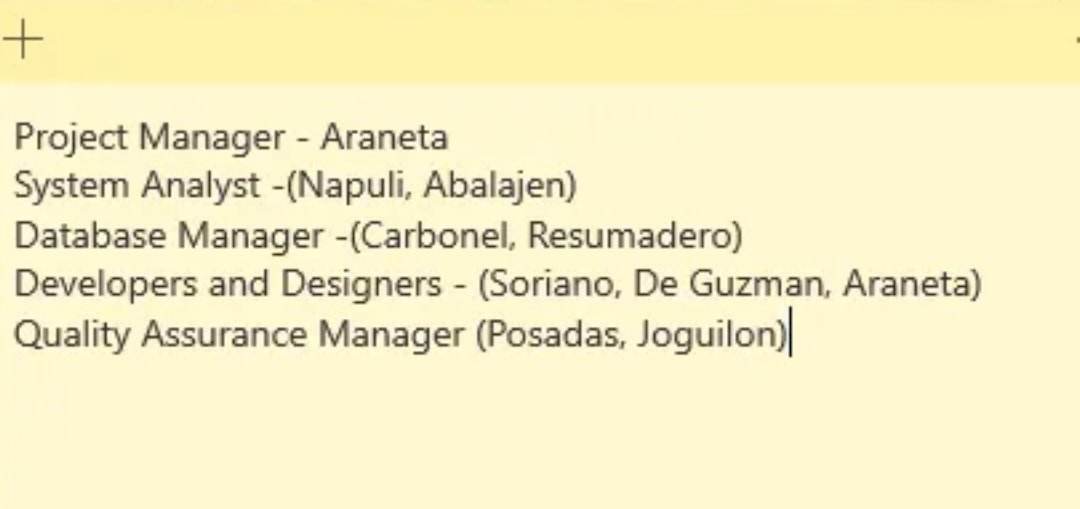 Project Manager - Araneta
System Analyst -(Napuli, Abalajen)
Database Manager -(Carbonel, Resumadero)
Developers and Designers - (Soriano, De Guzman, Araneta)
Quality Assurance Manager (Posadas, Joguilon)